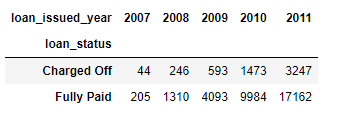 loan_issued_year 2007 2008 2009 2010 2011
loan_status
Charged Off 44 246 593 1473 3247
Fully Paid 205 1310 4093 9984 17162